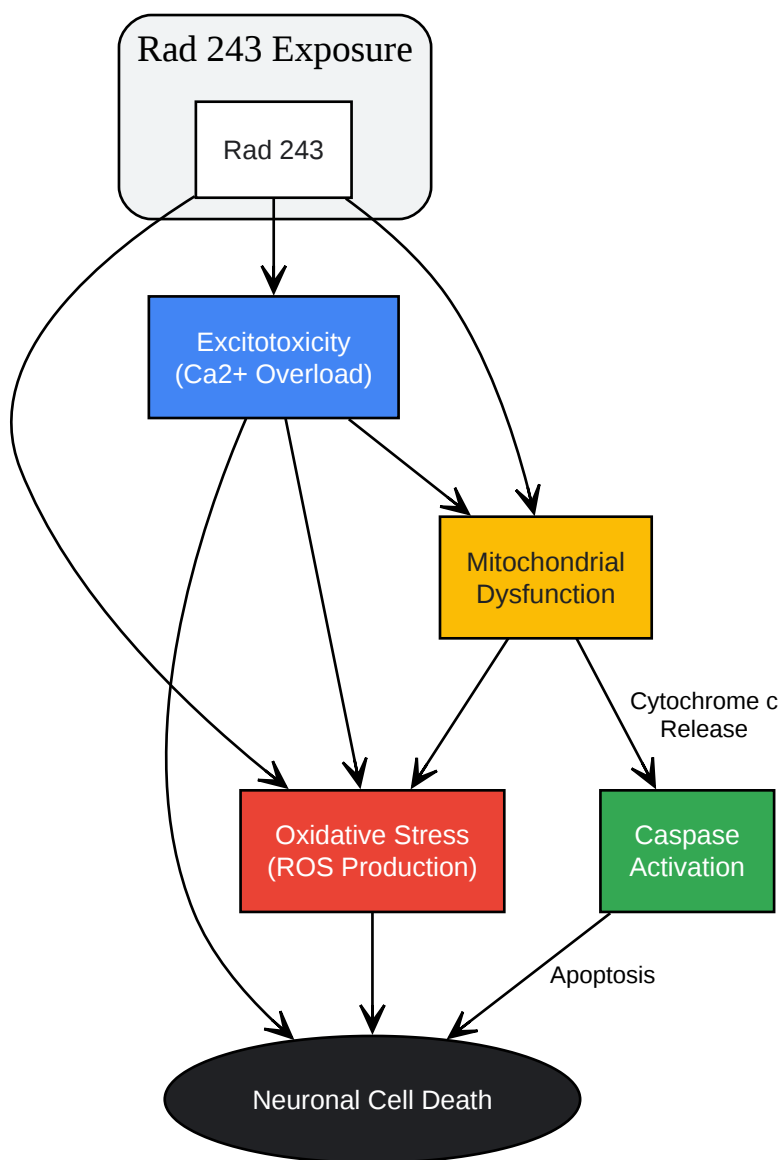 Rad 243 Exposure
Rad 243
Excitotoxicity
(Ca2+ Overload)
Mitochondrial
Dysfunction
Cytochrome c
Release
Oxidative Stress
(ROS Production)
Caspase
Activation
Apoptosis
Neuronal Cell Death